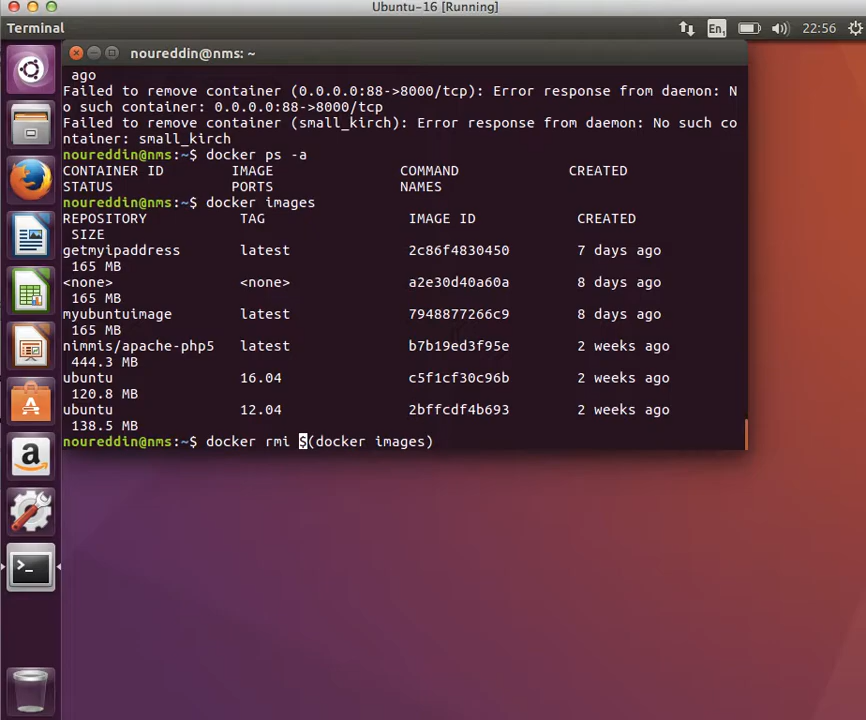 Ubuntu-16 [Running]
Terminal
En1
22:56
noureddin@nms: ~
ago
Failed to remove container (0.0.0.0:88->8000/tcp): Error response from daemon: N
o such container: 0.0.0.0:88->8000/tcp
Failed to remove container (small_kirch): Error response from daemon: No such co
ntainer: small_kirch
noureddin@nms:~$ docker ps -a
CONTAINER ID IMAGE COMMAND CREATED
STATUS PORTS NAMES
noureddin@nms:~$ docker images
REPOSITORY TAG IMAGE ID CREATED
SIZE
getmyipaddress latest 2c86f4830450 7 days ago
165 MB
<none> <none> a2e30d40a60a 8 days ago
165 MB
myubuntuimage latest 7948877266c9 8 days ago
165 MB
nimmis/apache-php5 latest b7b19ed3f95e 2 weeks ago
444.3 MB
ubuntu 16.04 c5f1cf30c96b 2 weeks ago
120.8 MB
ubuntu 12.04 2bffcdf4b693 2 weeks ago
138.5 MB
noureddin@nms:~$ docker rmi $(docker images)